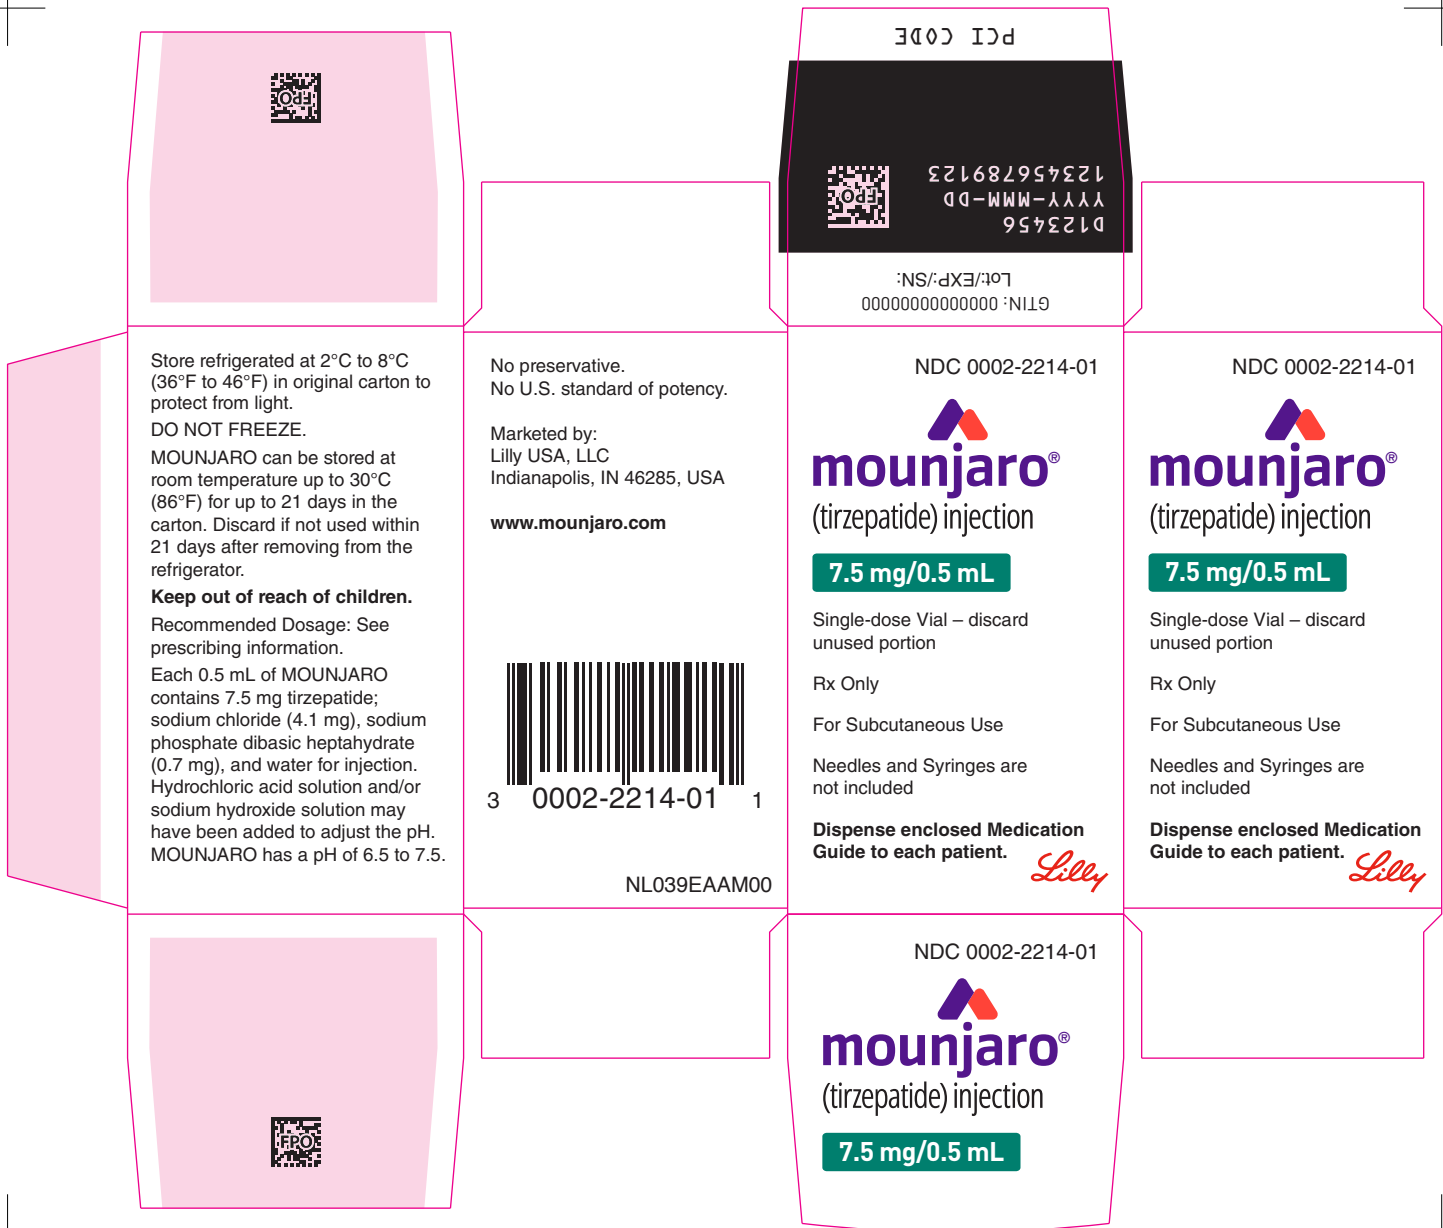 PCI CODE
D123456
YYYY-MMM-DD
123456789123
FPO
GTIN: 00000000000000
Lot:/EXP:/SN:
FPO
Store refrigerated at 2°C to 8°C
(36°F to 46°F) in original carton to
protect from light.
DO NOT FREEZE.
MOUNJARO can be stored at
room temperature up to 30°C
(86°F) for up to 21 days in the
carton. Discard if not used within
21 days after removing from the
refrigerator.
Keep out of reach of children.
Recommended Dosage: See
prescribing information.
Each 0.5 mL of MOUNJARO
contains 7.5 mg tirzepatide;
sodium chloride (4.1 mg), sodium
phosphate dibasic heptahydrate
(0.7 mg), and water for injection.
Hydrochloric acid solution and/or
sodium hydroxide solution may
have been added to adjust the pH.
MOUNJARO has a pH of 6.5 to 7.5.
No preservative.
No U.S. standard of potency.
Marketed by:
Lilly USA, LLC
Indianapolis, IN 46285, USA
www.mounjaro.com
3 0002-2214-01 1
NL039EAAM00
NDC 0002-2214-01
mounjaro®
(tirzepatide) injection
7.5 mg/0.5 mL
Single-dose Vial – discard
unused portion
Rx Only
For Subcutaneous Use
Needles and Syringes are
not included
Dispense enclosed Medication
Guide to each patient.
Lilly
NDC 0002-2214-01
mounjaro®
(tirzepatide) injection
7.5 mg/0.5 mL
Single-dose Vial – discard
unused portion
Rx Only
For Subcutaneous Use
Needles and Syringes are
not included
Dispense enclosed Medication
Guide to each patient.
Lilly
FPO
NDC 0002-2214-01
mounjaro®
(tirzepatide) injection
7.5 mg/0.5 mL